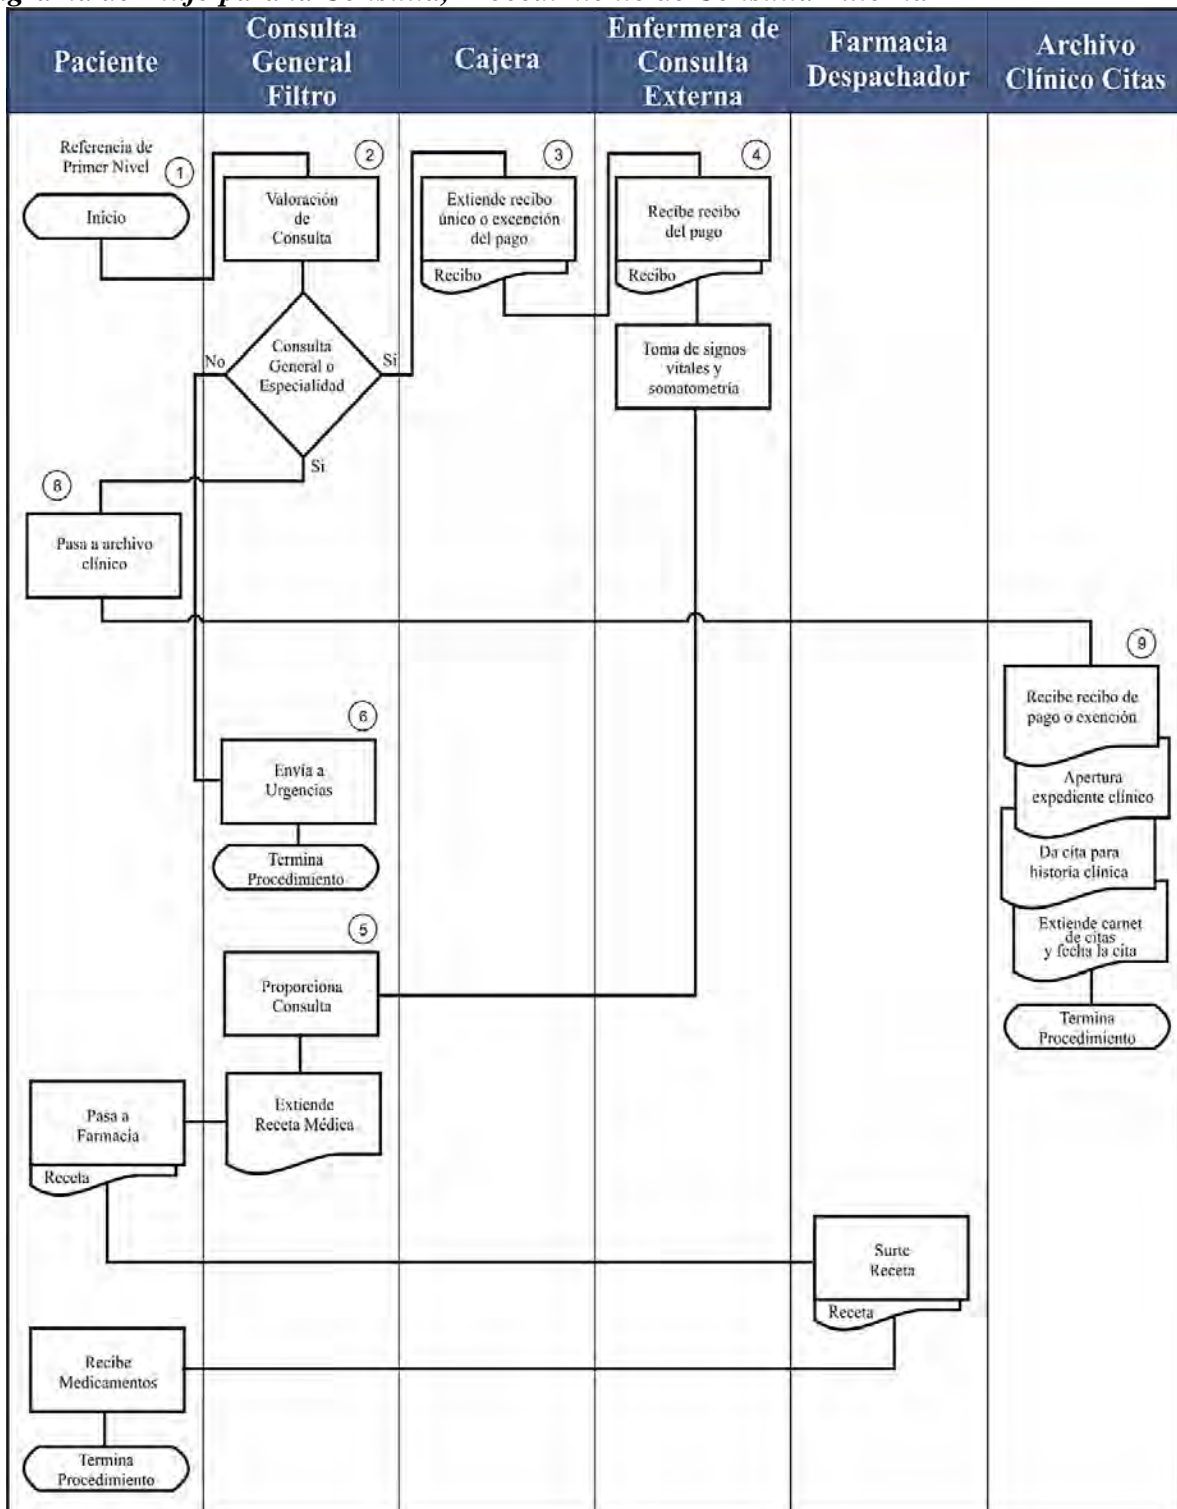 Paciente
Consulta
General
Filtro
Cajera
Enfermera de
Consulta
Externa
Farmacia
Despachador
Archivo
Clínico Citas
Referencia de
Primer Nivel
1
Inicio
2
Valoración
de
Consulta
3
Extiende recibo
único o excención
del pago
Recibo
4
Recibe recibo
del pago
Recibo
No
Consulta
General o
Especialidad
Si
Si
Toma de signos
vitales y
somatometría
8
Pasa a archivo
clínico
9
Recibe recibo de
pago o exención
Apertura
expediente clínico
Da cita para
historia clínica
Extiende carnet
de citas
y fecha la cita
Termina
Procedimiento
6
Envía a
Urgencias
Termina
Procedimiento
5
Proporciona
Consulta
Extiende
Receta Médica
Pasa a
Farmacia
Receta
Surte
Receta
Receta
Recibe
Medicamentos
Termina
Procedimiento